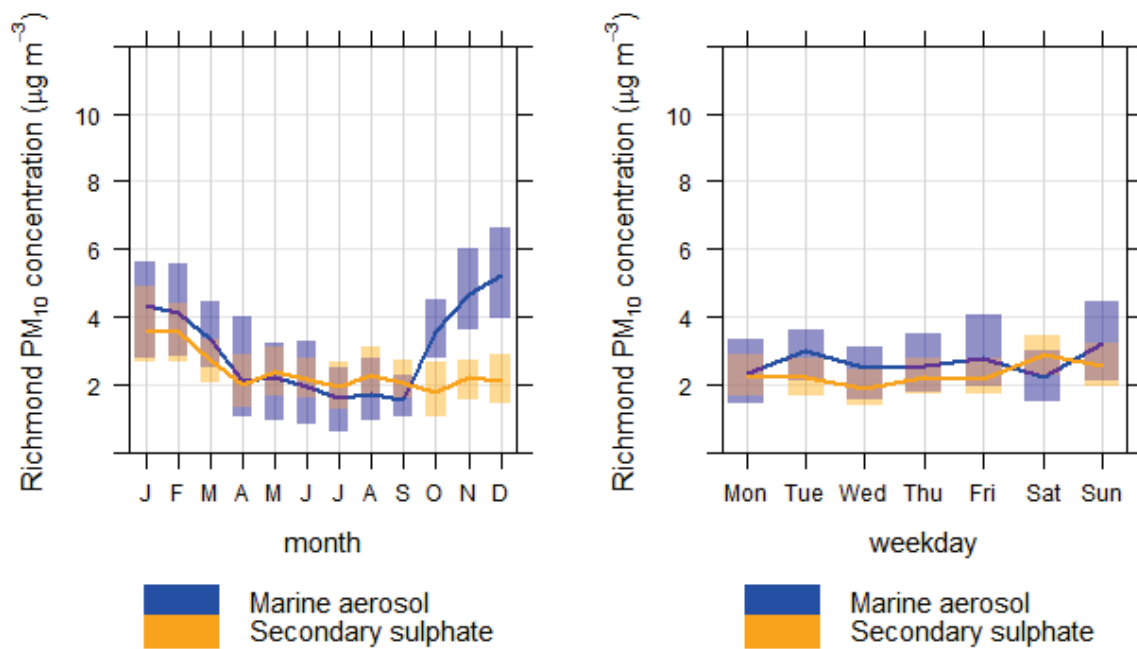 Richmond PM10 concentration (μg m−3)
10
8
6
4
2
J F M A M J J A S O N D
month
Marine aerosol
Secondary sulphate
Richmond PM10 concentration (μg m−3)
10
8
6
4
2
Mon Tue Wed Thu Fri Sat Sun
weekday
Marine aerosol
Secondary sulphate